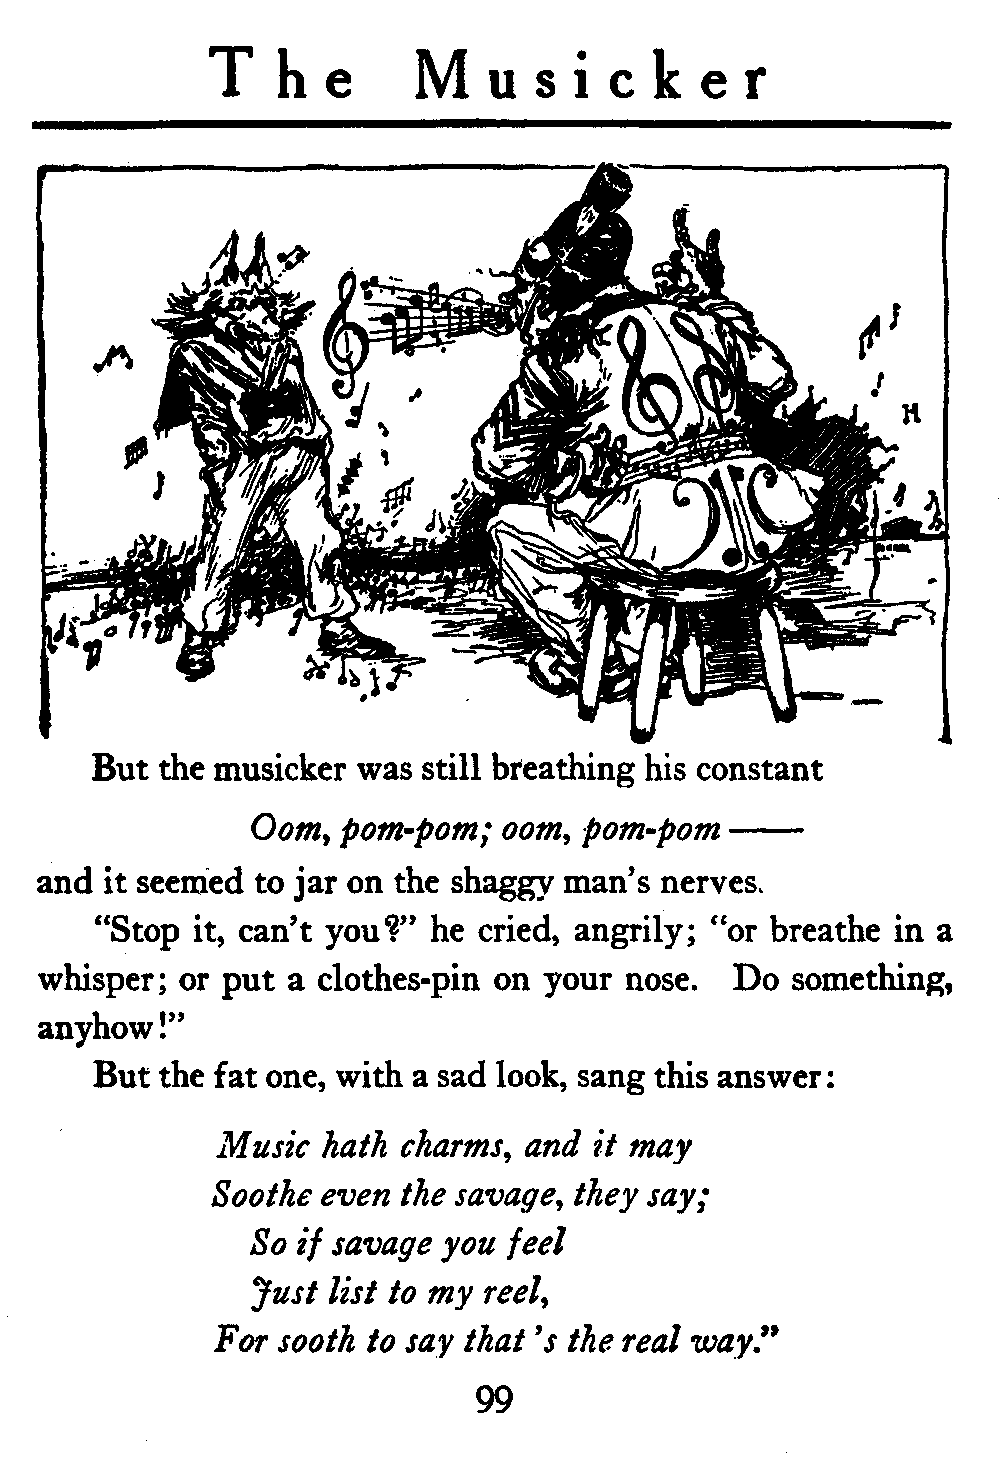 The Musicker
But the musicker was still breathing his constant
Oom, pom-pom; oom, pom-pom ——
and it seemed to jar on the shaggy man's nerves.
“Stop it, can't you?” he cried, angrily; “or breathe in a
whisper; or put a clothes-pin on your nose. Do something,
anyhow!”
But the fat one, with a sad look, sang this answer:
Music hath charms, and it may
Soothe even the savage, they say;
So if savage you feel
Just list to my reel,
For sooth to say that 's the real way.”
99